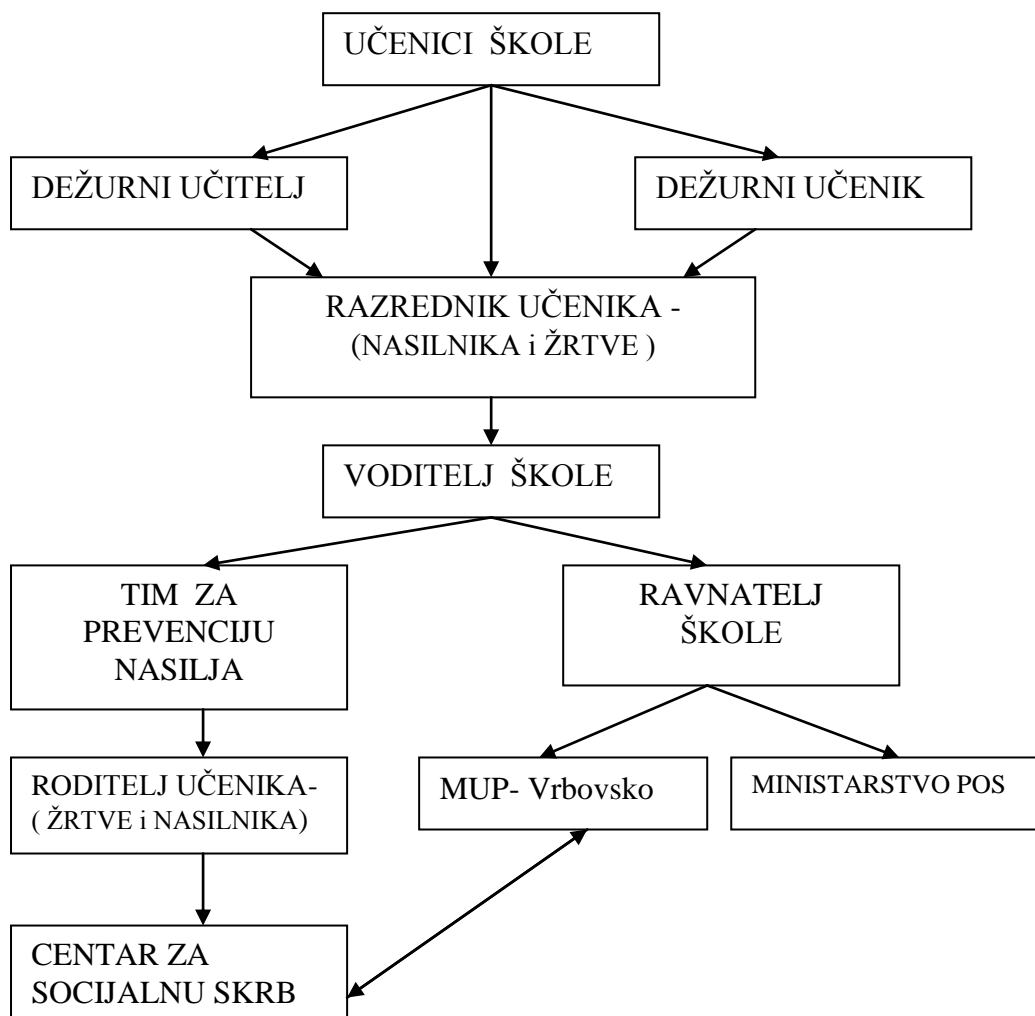 UČENICI ŠKOLE
DEŽURNI UČITELJ
DEŽURNI UČENIK
RAZREDNIK UČENIKA -
(NASILNIKA i ŽRTVE )
VODITELJ ŠKOLE
TIM ZA
PREVENCIJU
NASILJA
RAVNATELJ
ŠKOLE
RODITELJ UČENIKA-
( ŽRTVE i NASILNIKA)
MUP- Vrbovsko
MINISTARSTVO POS
CENTAR ZA
SOCIJALNU SKRB